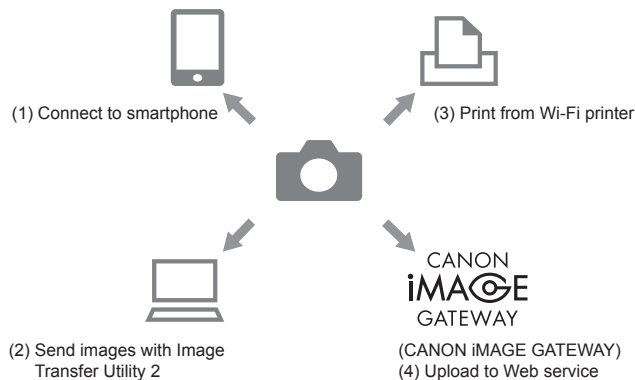 (1) Connect to smartphone
(3) Print from Wi-Fi printer
CANON
iMAGE
GATEWAY
(2) Send images with Image
Transfer Utility 2
(CANON iMAGE GATEWAY)
(4) Upload to Web service